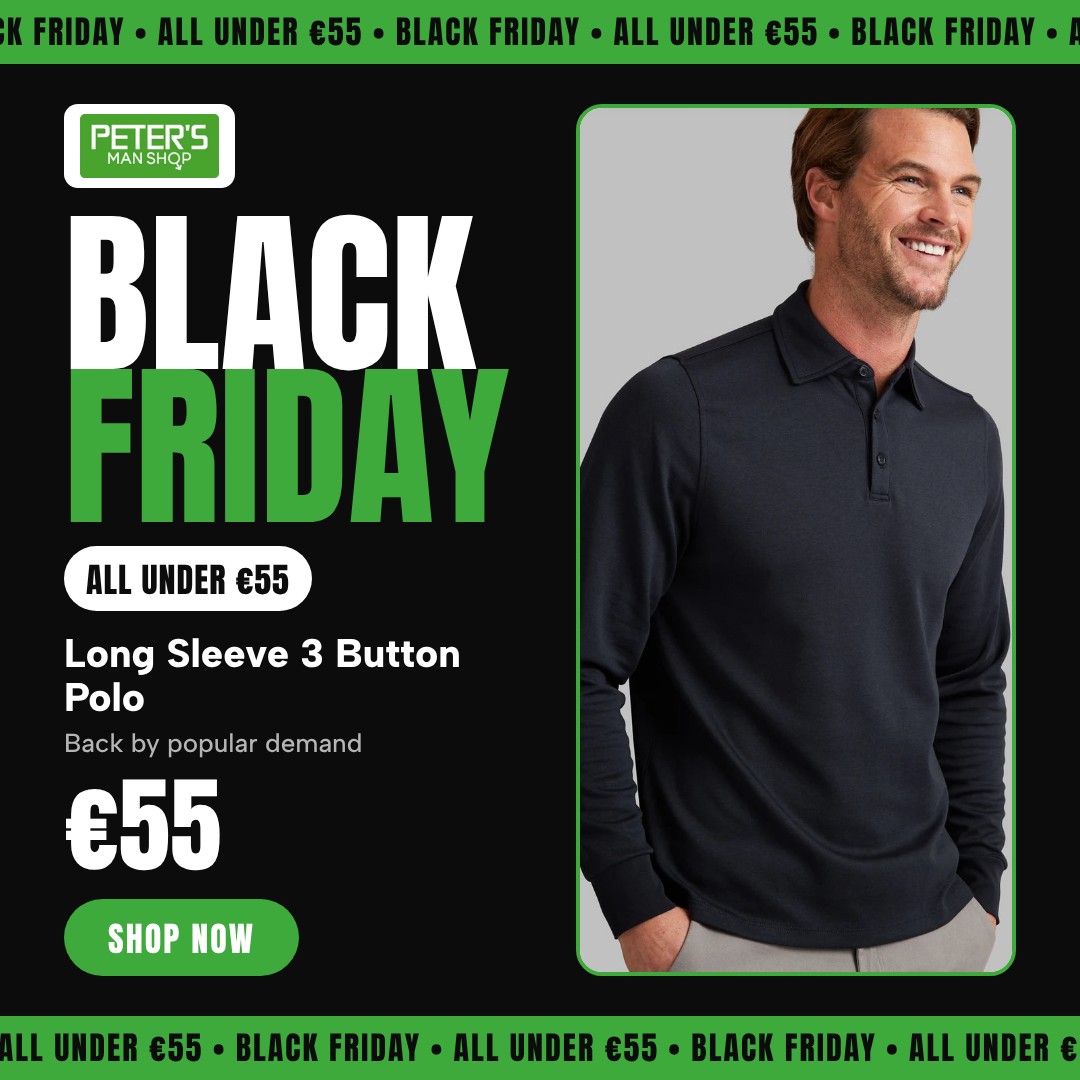 CK FRIDAY • ALL UNDER €55 • BLACK FRIDAY • ALL UNDER €55 • BLACK FRIDAY •
PETER'S
MAN SHOP
BLACK
FRIDAY
ALL UNDER €55
Long Sleeve 3 Button
Polo
Back by popular demand
€55
SHOP NOW
ALL UNDER €55 • BLACK FRIDAY • ALL UNDER €55 • BLACK FRIDAY • ALL UNDER €